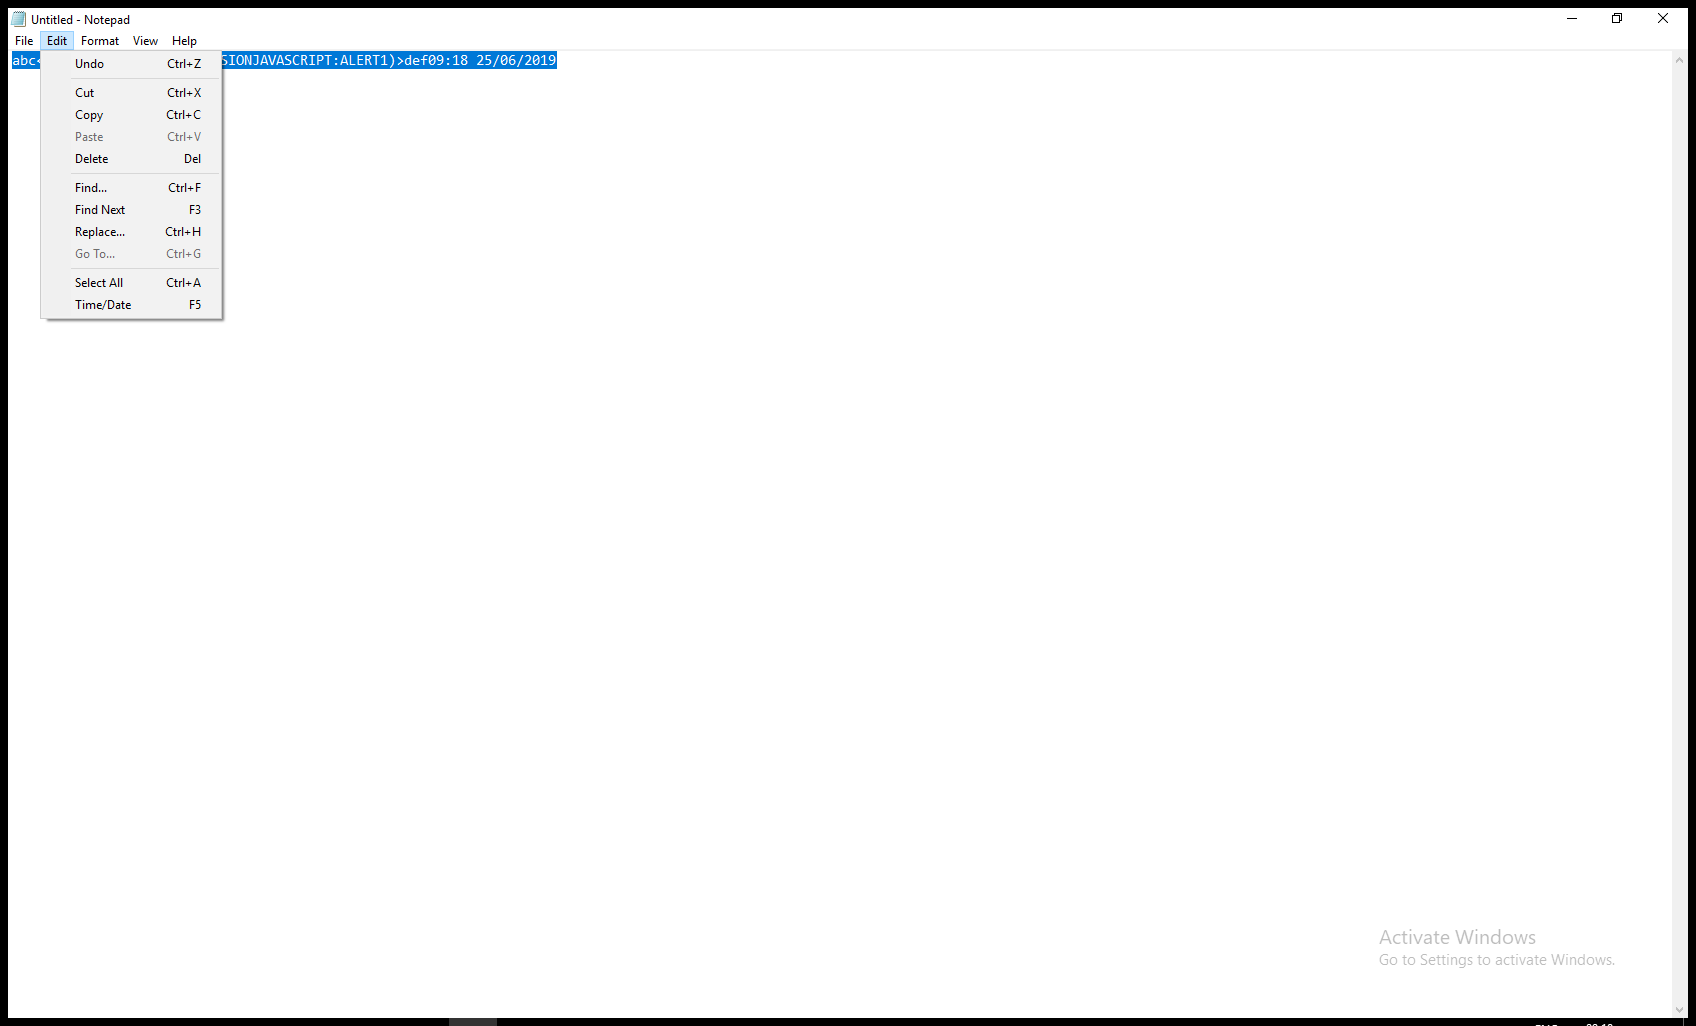 Untitled - Notepad
File Edit Format View Help
abc< SIONJAVASCRIPT:ALERT1)>def09:18 25/06/2019
Undo Ctrl+Z
Cut Ctrl+X
Copy Ctrl+C
Paste Ctrl+V
Delete Del
Find... Ctrl+F
Find Next F3
Replace... Ctrl+H
Go To... Ctrl+G
Select All Ctrl+A
Time/Date F5
Activate Windows
Go to Settings to activate Windows.